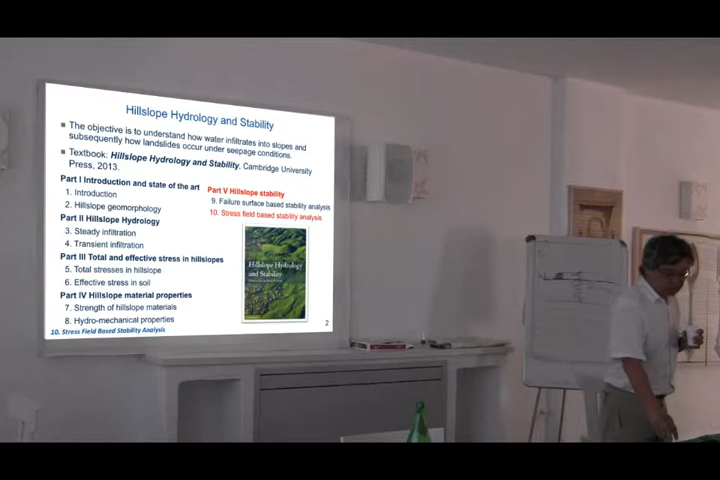 Hillslope Hydrology and Stability
The objective is to understand how water infiltrates into slopes and
subsequently how landslides occur under seepage conditions.
Textbook: Hillslope Hydrology and Stability. Cambridge University
Press, 2013.
Part I Introduction and state of the art
1. Introduction
2. Hillslope geomorphology
Part II Hillslope Hydrology
3. Steady infiltration
4. Transient infiltration
Part III Total and effective stress in hillslopes
5. Total stresses in hillslope
6. Effective stress in soil
Part IV Hillslope material properties
7. Strength of hillslope materials
8. Hydro-mechanical properties
Part V Hillslope stability
9. Failure surface based stability analysis
10. Stress field based stability analysis
Hillslope Hydrology
and Stability
10. Stress Field Based Stability Analysis
2